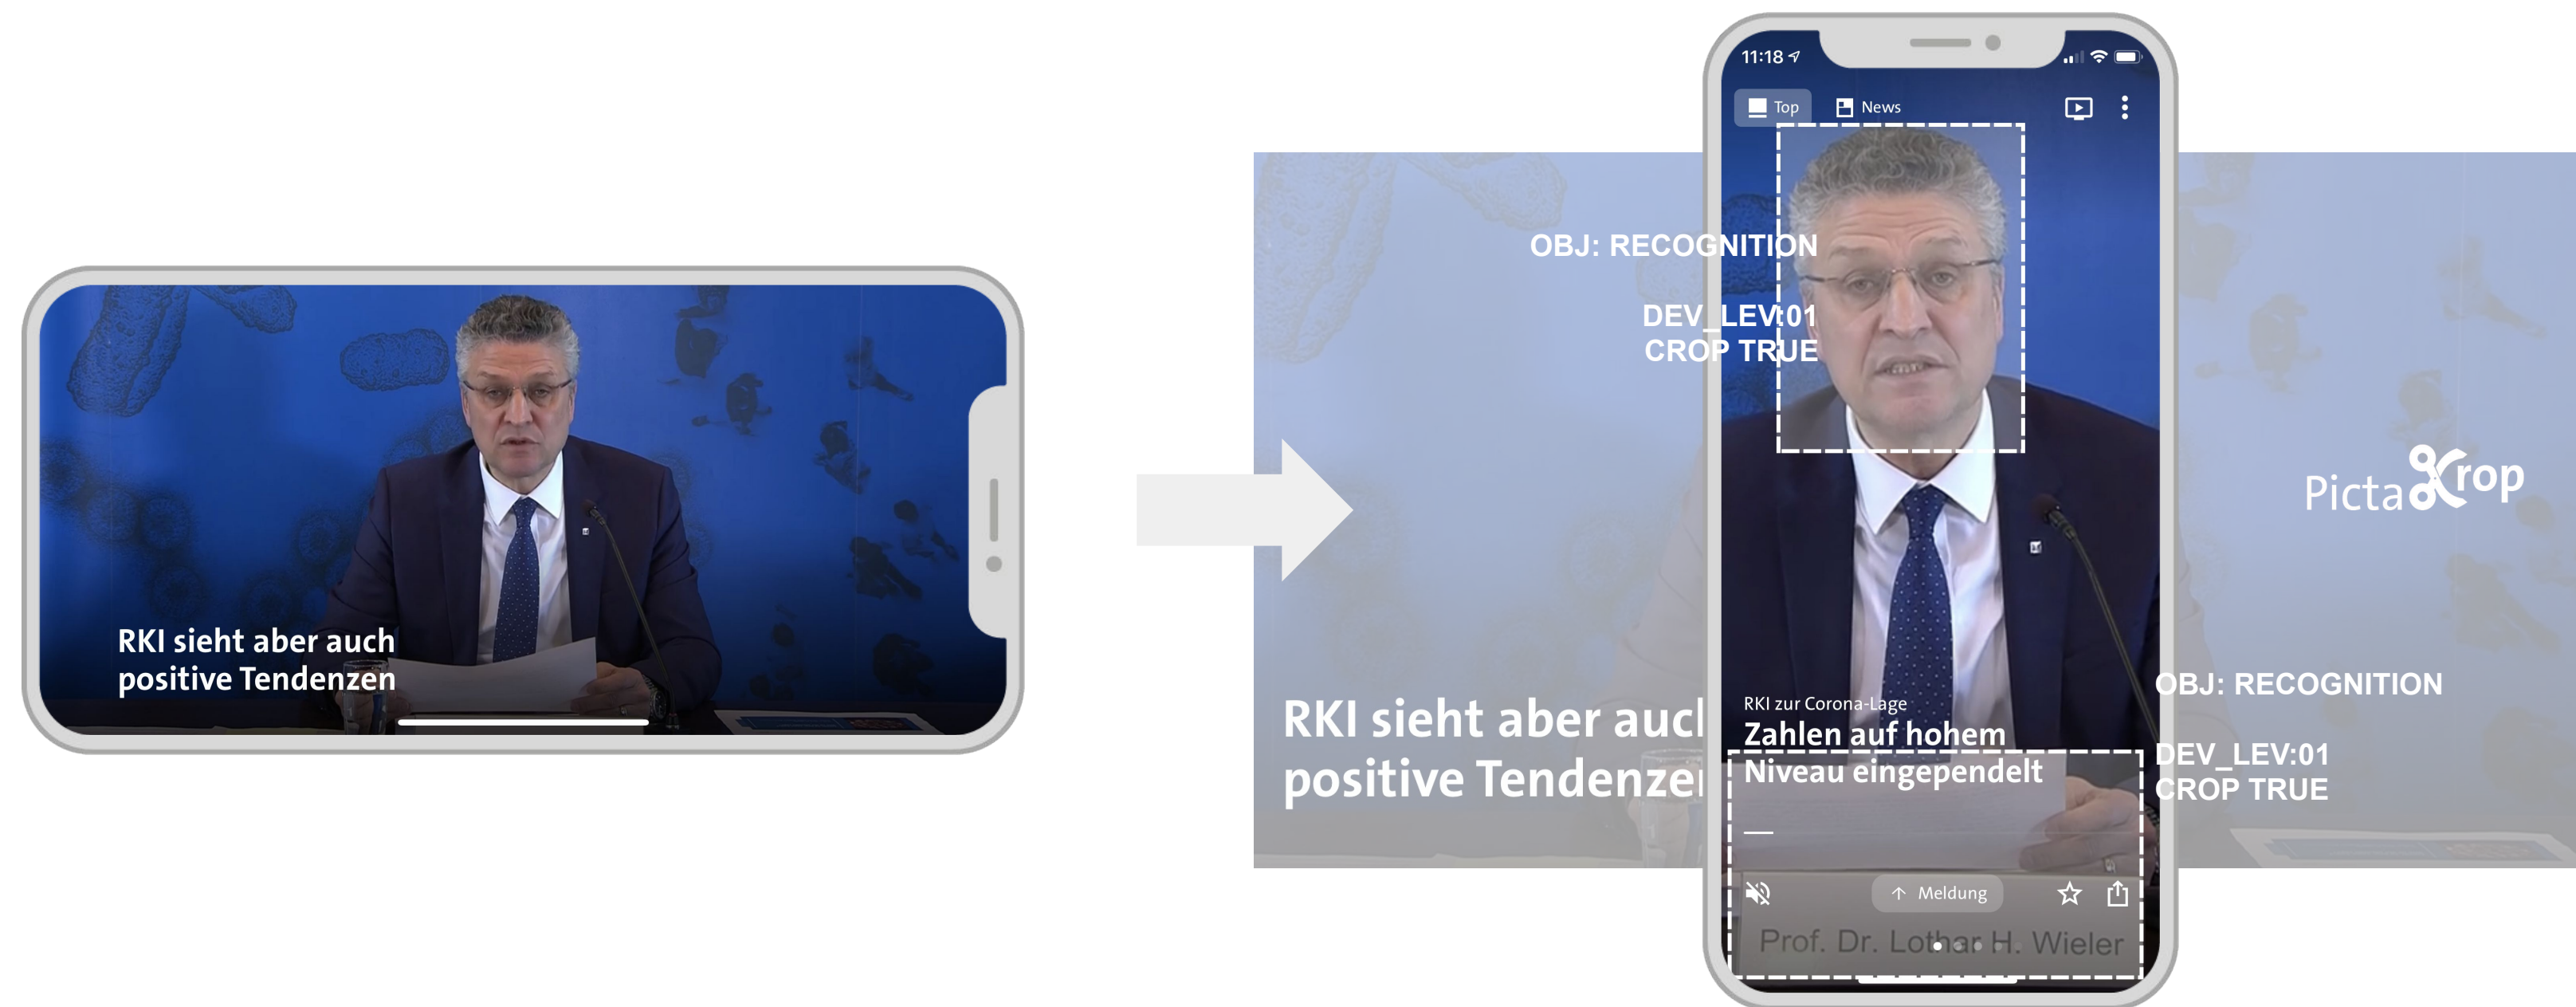 RKI sieht aber auch
positive Tendenzen
OBJ: RECOGNITION
DEV_LEV:01
CROP TRUE
RKI sieht aber auch
positive Tendenzen
11:18
Top
News
RKI zur Corona-Lage
Zahlen auf hohem
Niveau eingependelt
Meldung
Prof. Dr. Lothar H. Wieler
OBJ: RECOGNITION
DEV_LEV:01
CROP TRUE
PictaCrop